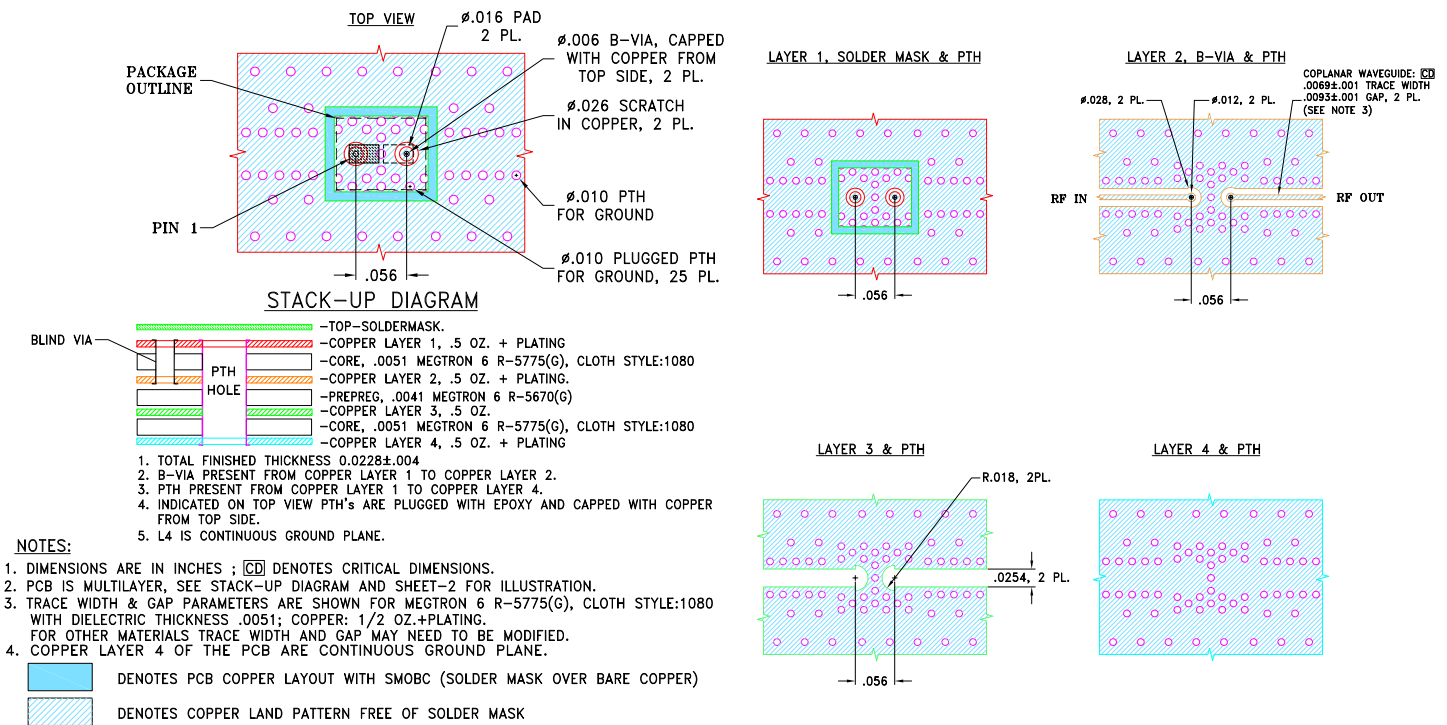 TOP VIEW
PACKAGE
OUTLINE
ø.016 PAD
2 PL.
ø.006 B-VIA, CAPPED
WITH COPPER FROM
TOP SIDE, 2 PL.
ø.026 SCRATCH
IN COPPER, 2 PL.
ø.010 PTH
FOR GROUND
ø.010 PLUGGED PTH
FOR GROUND, 25 PL.
PIN 1
.056
LAYER 1, SOLDER MASK & PTH
.056
LAYER 2, B-VIA & PTH
COPLANAR WAVEGUIDE: CD
.0069±.001 TRACE WIDTH
.0093±.001 GAP, 2 PL.
(SEE NOTE 3)
ø.028, 2 PL.
ø.012, 2 PL.
RF IN
RF OUT
.056
STACK-UP DIAGRAM
BLIND VIA
PTH
HOLE
-TOP-SOLDERMASK.
-COPPER LAYER 1, .5 OZ. + PLATING
-CORE, .0051 MEGTRON 6 R-5775(G), CLOTH STYLE:1080
-COPPER LAYER 2, .5 OZ. + PLATING.
-PREPREG, .0041 MEGTRON 6 R-5670(G)
-COPPER LAYER 3, .5 OZ.
-CORE, .0051 MEGTRON 6 R-5775(G), CLOTH STYLE:1080
-COPPER LAYER 4, .5 OZ. + PLATING
1. TOTAL FINISHED THICKNESS 0.0228±.004
2. B-VIA PRESENT FROM COPPER LAYER 1 TO COPPER LAYER 2.
3. PTH PRESENT FROM COPPER LAYER 1 TO COPPER LAYER 4.
4. INDICATED ON TOP VIEW PTH's ARE PLUGGED WITH EPOXY AND CAPPED WITH COPPER
FROM TOP SIDE.
5. L4 IS CONTINUOUS GROUND PLANE.
LAYER 3 & PTH
R.018, 2PL.
.0254, 2 PL.
.056
LAYER 4 & PTH
NOTES:
1. DIMENSIONS ARE IN INCHES ; CD DENOTES CRITICAL DIMENSIONS.
2. PCB IS MULTILAYER, SEE STACK-UP DIAGRAM AND SHEET-2 FOR ILLUSTRATION.
3. TRACE WIDTH & GAP PARAMETERS ARE SHOWN FOR MEGTRON 6 R-5775(G), CLOTH STYLE:1080
WITH DIELECTRIC THICKNESS .0051; COPPER: 1/2 OZ.+PLATING.
FOR OTHER MATERIALS TRACE WIDTH AND GAP MAY NEED TO BE MODIFIED.
4. COPPER LAYER 4 OF THE PCB ARE CONTINUOUS GROUND PLANE.
DENOTES PCB COPPER LAYOUT WITH SMOBC (SOLDER MASK OVER BARE COPPER)
DENOTES COPPER LAND PATTERN FREE OF SOLDER MASK